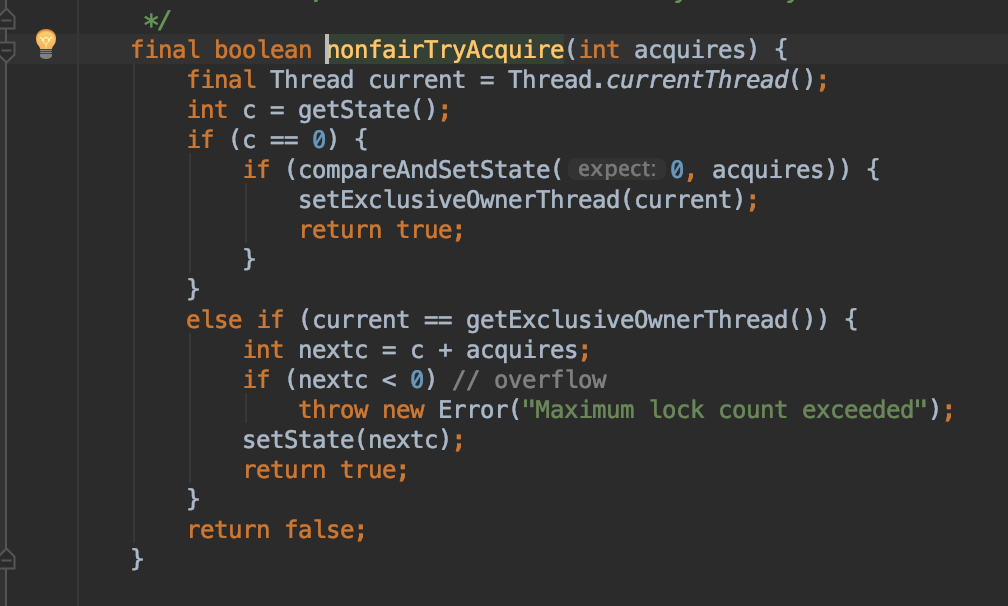 */
final boolean nonfairTryAcquire(int acquires) {
final Thread current = Thread.currentThread();
int c = getState();
if (c == 0) {
if (compareAndSetState( expect: 0, acquires)) {
setExclusiveOwnerThread(current);
return true;
}
}
else if (current == getExclusiveOwnerThread()) {
int nextc = c + acquires;
if (nextc < 0) // overflow
throw new Error("Maximum lock count exceeded");
setState(nextc);
return true;
}
return false;
}